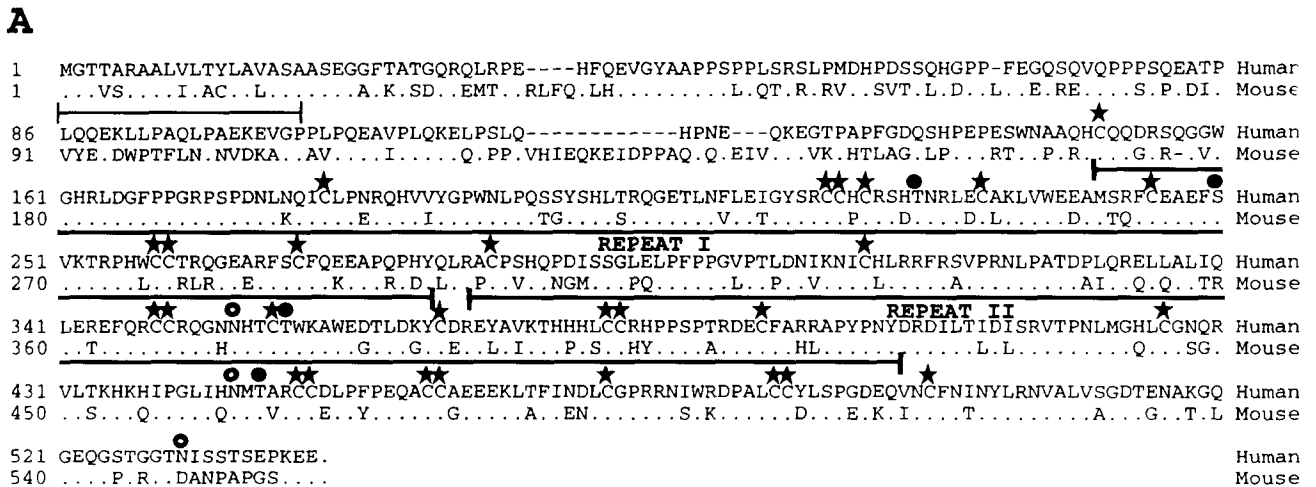 A
1 MGTTARAALVLTYLAVASAASEGGFTATGQRQLRPE----HFQEVGYAAPPSPPLSRSLPMDHPDSSQHGPP-FEGQSQVQPPPSQEATP Human
1 ...VS....I.AC..L......A.K.SD..EMT..RLFQ.LH..........L.QT.R.RV...SVT.L.D..L..E.RE....S.P.DI. Mouse
86 LQQEKLLPAQLPAEKEVGPPLPQEAVPLQKELPSLQ------------HPNE---QKEGTPAPFGDQSHPEPESWNAAQHCQQDRSQGGW Human
91 VYE.DWPTFLN.NVDKA..AV....I.....Q.PP.VHIEQKEIDPPAQ.Q.EIV...VK.HTLAG.LP...RT..P.R...G.R-.V. Mouse
161 GHRLDGFPPGRPSPDNLNQICLPNRQHVVYGPWNLPQSSYSHLTRQGETLNFLEIGYSRCCHCRSHTNRLECAKLVWEEAMSRFCEAEFS Human
180 .................K.....E....I........TG....S.......V..T......P...D.....D.L.....D..TQ....... Mouse
REPEAT I
251 VKTRPHWCCTRQGEARFSCFQEEAPQPHYQLRACPSHQPDISSGLELPFPPGVPTLDNIKNICHLRRFRSVPRNLPATDPLQRELLALIQ Human
270 ......L..RLR..E......K...R.D.L...P...V..NGM...PQ.....L..P...V.....L......A.........AI..Q.TR Mouse
REPEAT II
341 LEREFQRCCRQGNNHTCTWKAWEDTLDKYCDREYAVKTHHHLCCRHPPSPTRDECFARRAPYPNYDRDILTIDISRVTPNLMGHLCGNQR Human
360 ..T.........H..........G...G..E..L.I...P.S...HY....A......HL............L.L.........Q...SG. Mouse
431 VLTKHKHIPGLIHNMTARCCDLPFPEQACCAEEEKLTFINDLCGPRRNIWRDPALCCYLSPGDEQVNCFNINYLRNVALVSGDTENAKGQ Human
450 ..S...Q......Q...V...E..Y......G.....A..EN.......S.K......D...E.KI....T.........A...G..T.L Mouse
521 GEQGSTGGTNISSTSEPKEE. Human
540 ....P.R..DANPAPGS.... Mouse